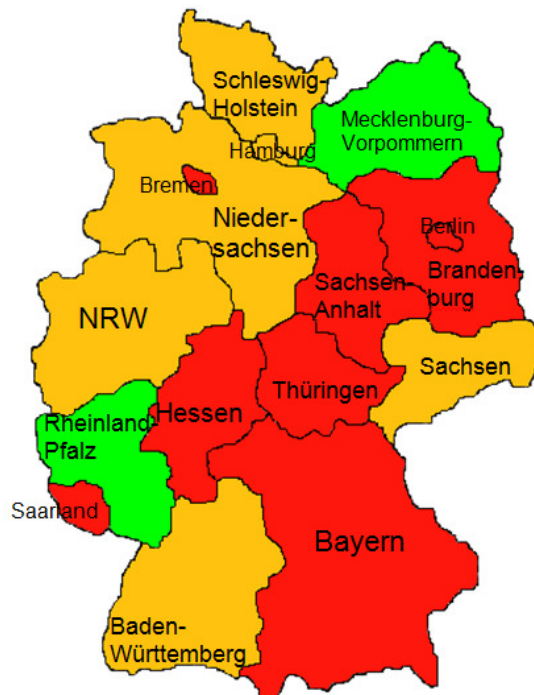 Schleswig-
Holstein
Mecklenburg-
Vorpommern
Hamburg
Bremen
Nieder-
sachsen
Berlin
Branden-
burg
Sachsen-
Anhalt
NRW
Sachsen
Thüringen
Hessen
Rheinland-
Pfalz
Saarland
Bayern
Baden-
Württemberg